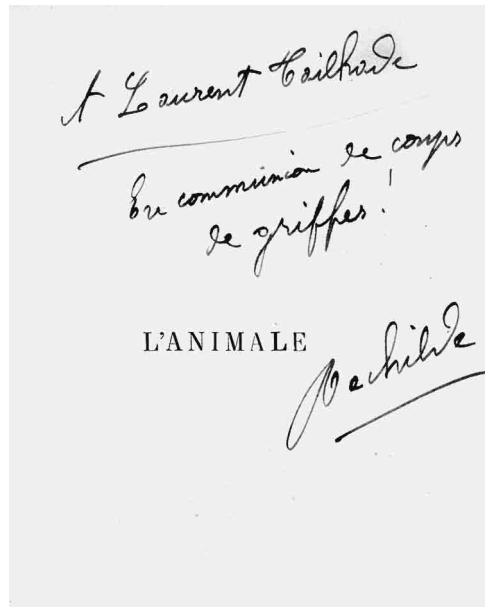 A Laurent Tailhade
En communion de coups
de griffes !
L'ANIMALE
Rachilde